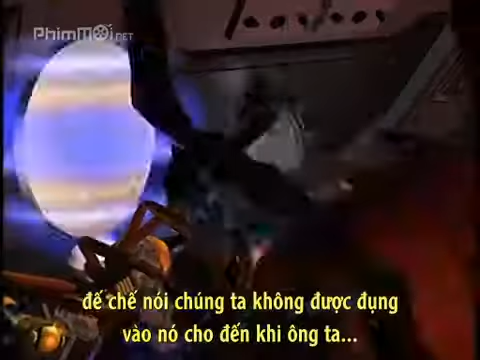 PhimMoi.NET
đế chế nói chúng ta không được đụng
vào nó cho đến khi ông ta...